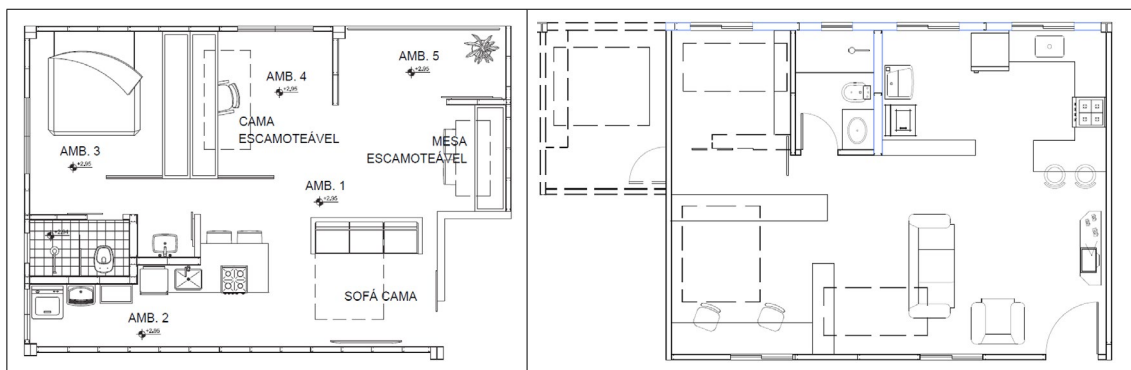 AMB. 5
+2,95
AMB. 4
+2,95
CAMA
ESCAMOTEÁVEL
MESA
ESCAMOTEÁVEL
AMB. 3
+2,95
AMB. 1
+2,95
SOFÁ CAMA
AMB. 2
+2,95